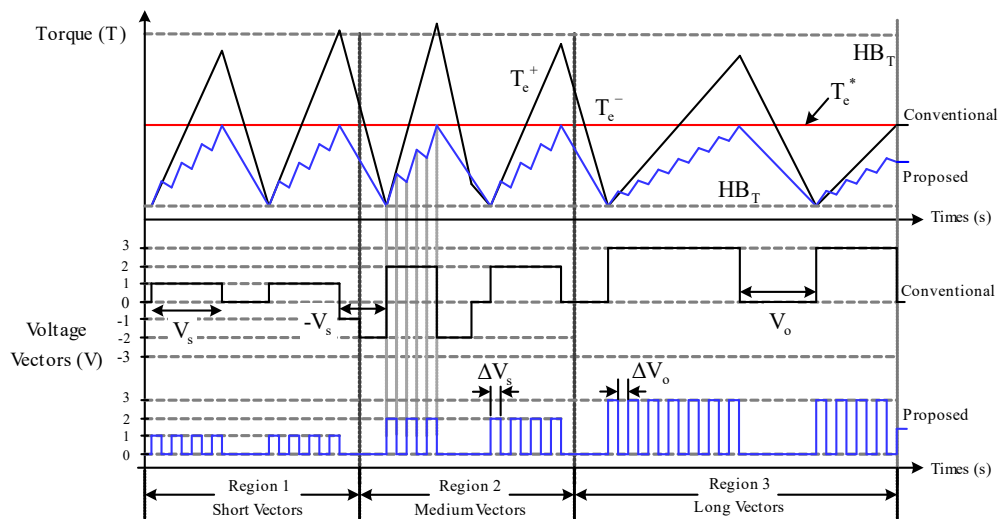 Torque (T)
HB_T
T_e^+
T_e^-
T_e^*
Conventional
Proposed
HB_T
Times (s)
3
2
1
0
-1
-2
-3
Conventional
V_s
-V_s
V_o
Voltage
Vectors (V)
ΔV_s
ΔV_o
3
2
1
0
Proposed
Times (s)
Region 1
Short Vectors
Region 2
Medium Vectors
Region 3
Long Vectors